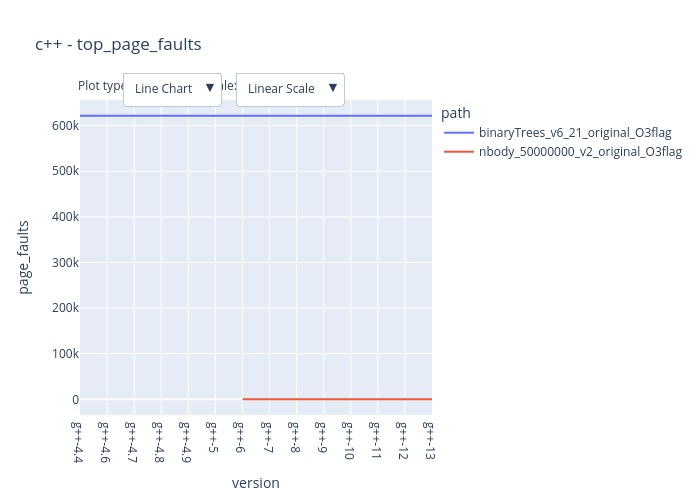 c++ - top_page_faults
Plot type
Line Chart ▼
ale:
Linear Scale ▼
path
binaryTrees_v6_21_original_O3flag
nbody_50000000_v2_original_O3flag
page_faults
600k
500k
400k
300k
200k
100k
0
g++-4.4
g++-4.6
g++-4.7
g++-4.8
g++-4.9
g++-5
g++-6
g++-7
g++-8
g++-9
g++-10
g++-11
g++-12
g++-13
version